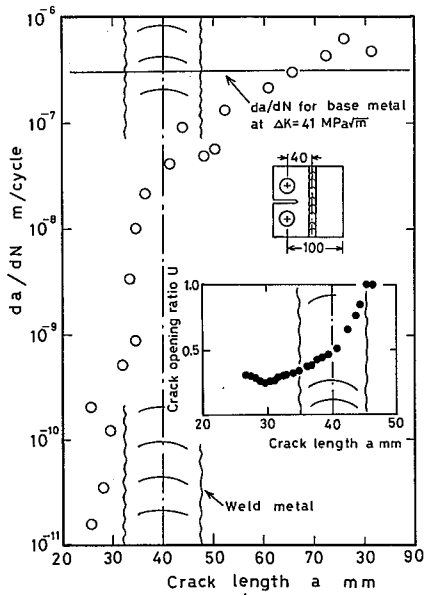 10⁻⁶
10⁻⁷
10⁻⁸
10⁻⁹
10⁻¹⁰
10⁻¹¹
da/dN m/cycle
da/dN for base metal
at ΔK=41 MPa√m
40
100
1.0
0.5
Crack opening ratio U
20 30 40 50
Crack length a mm
Weld metal
20 30 40 50 60 70 80 90
Crack length a mm